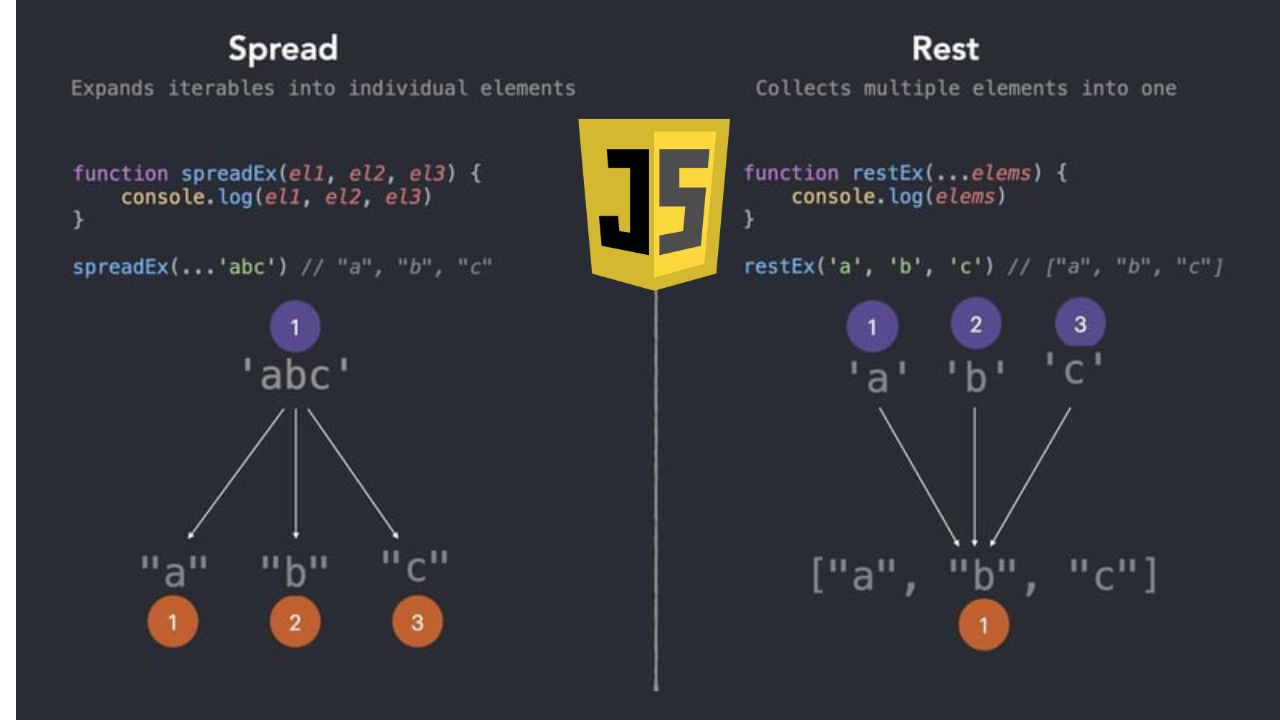 Spread
Expands iterables into individual elements
function spreadEx(el1, el2, el3) {
    console.log(el1, el2, el3)
}
spreadEx(...'abc') // "a", "b", "c"
1
'abc'
"a" "b" "c"
1 2 3
JS
Rest
Collects multiple elements into one
function restEx(...elems) {
    console.log(elems)
}
restEx('a', 'b', 'c') // ["a", "b", "c"]
1 2 3
'a' 'b' 'c'
["a", "b", "c"]
1